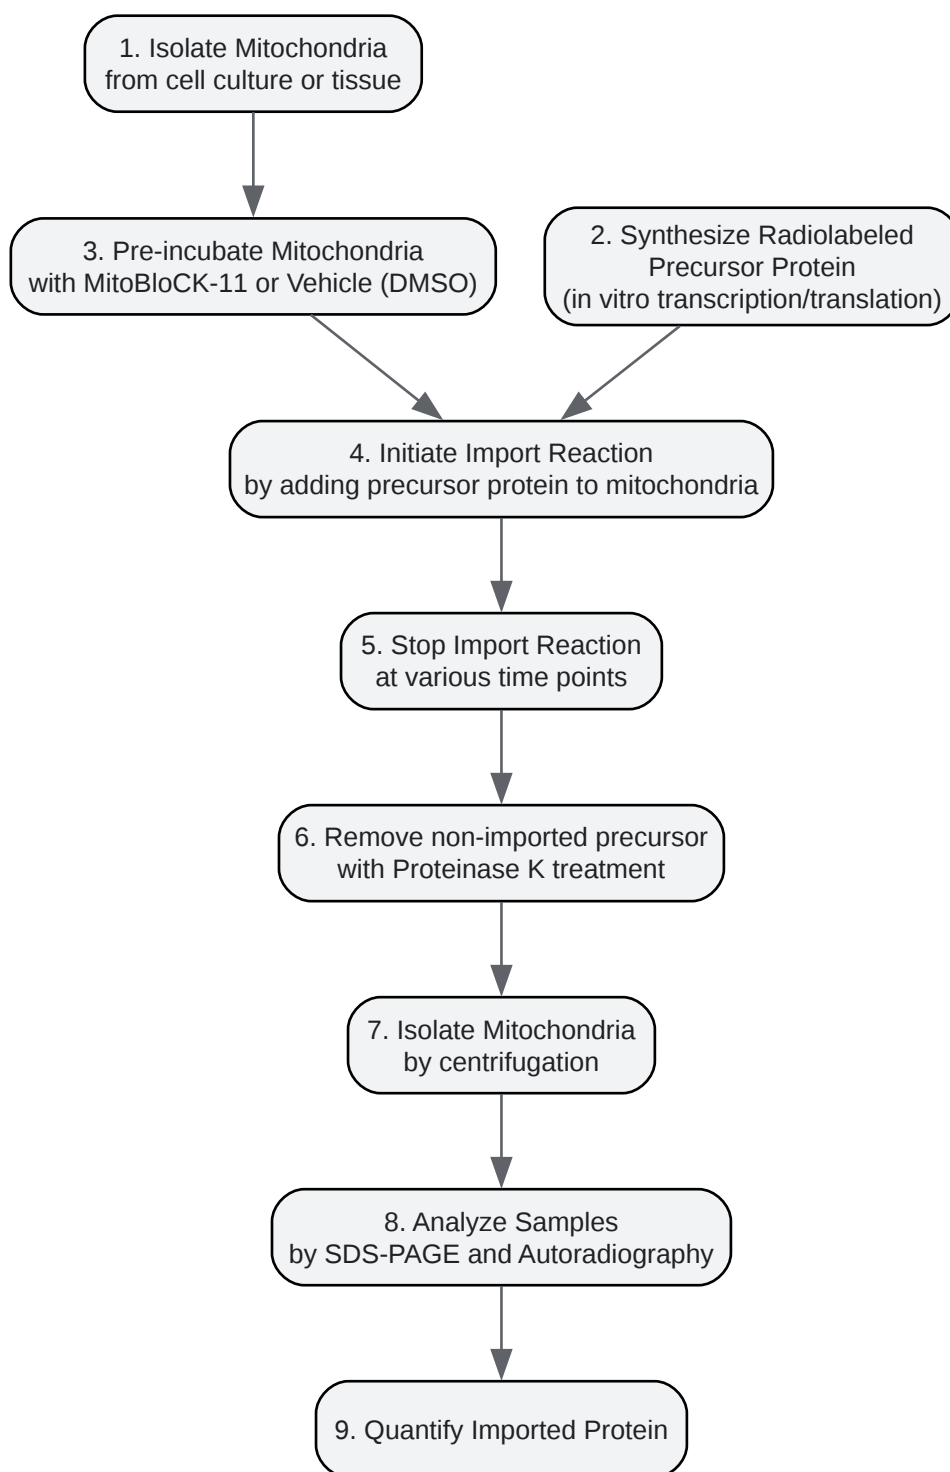 1. Isolate Mitochondria
from cell culture or tissue
3. Pre-incubate Mitochondria
with MitoBloCK-11 or Vehicle (DMSO)
2. Synthesize Radiolabeled
Precursor Protein
(in vitro transcription/translation)
4. Initiate Import Reaction
by adding precursor protein to mitochondria
5. Stop Import Reaction
at various time points
6. Remove non-imported precursor
with Proteinase K treatment
7. Isolate Mitochondria
by centrifugation
8. Analyze Samples
by SDS-PAGE and Autoradiography
9. Quantify Imported Protein